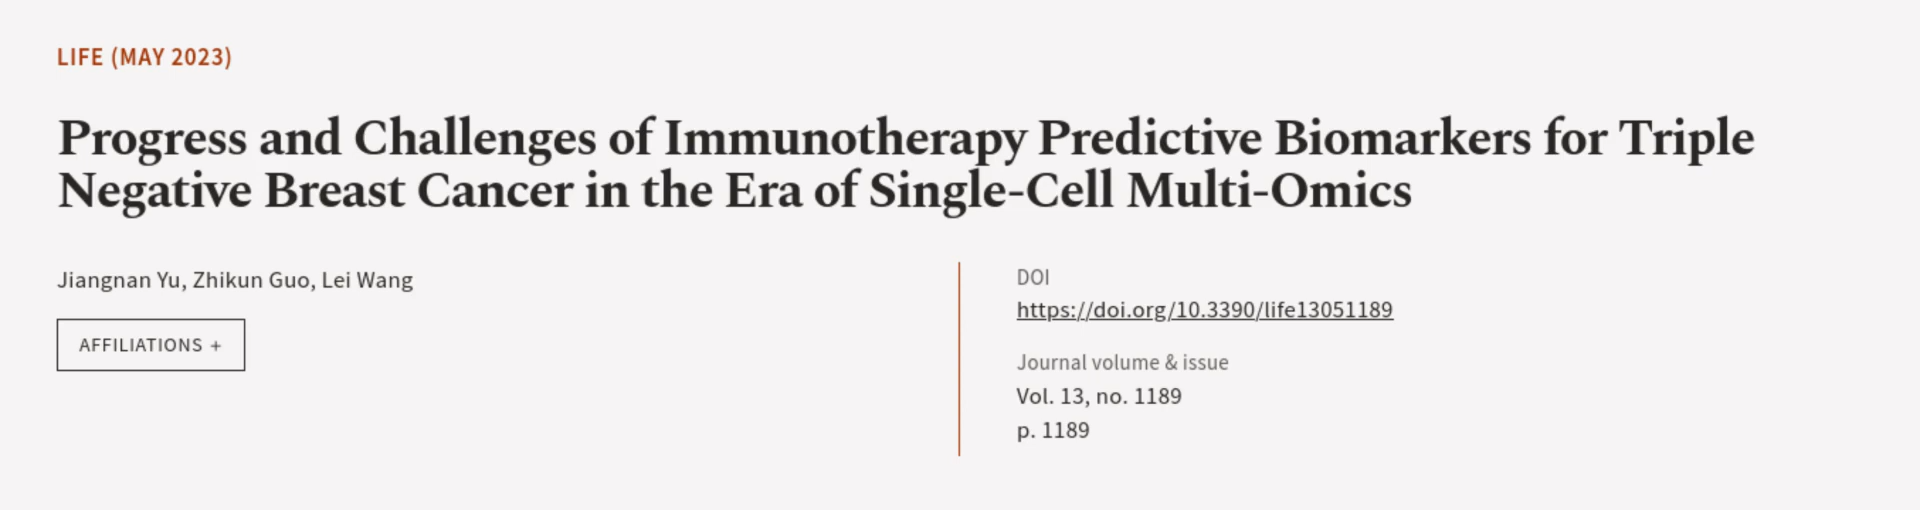 LIFE (MAY 2023)
Progress and Challenges of Immunotherapy Predictive Biomarkers for Triple
Negative Breast Cancer in the Era of Single-Cell Multi-Omics
Jiangnan Yu, Zhikun Guo, Lei Wang
AFFILIATIONS +
DOI
https://doi.org/10.3390/life13051189
Journal volume & issue
Vol. 13, no. 1189
p. 1189